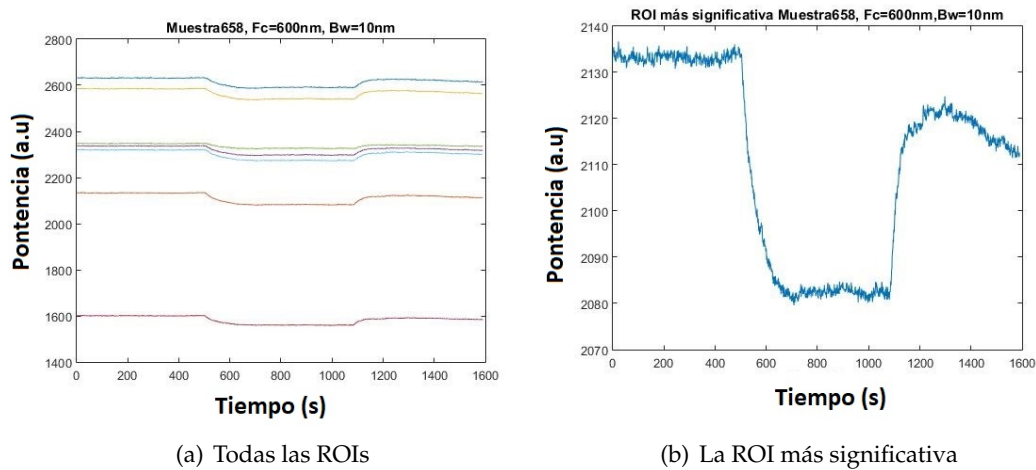 Muestra658, Fc=600nm, Bw=10nm
2800
2600
2400
2200
2000
1800
1600
1400
0 200 400 600 800 1000 1200 1400 1600
Pontencia (a.u)
Tiempo (s)
(a) Todas las ROIs
ROI más significativa Muestra658, Fc=600nm,Bw=10nm
2140
2130
2120
2110
2100
2090
2080
2070
0 200 400 600 800 1000 1200 1400 1600
Pontencia (a.u)
Tiempo (s)
(b) La ROI más significativa